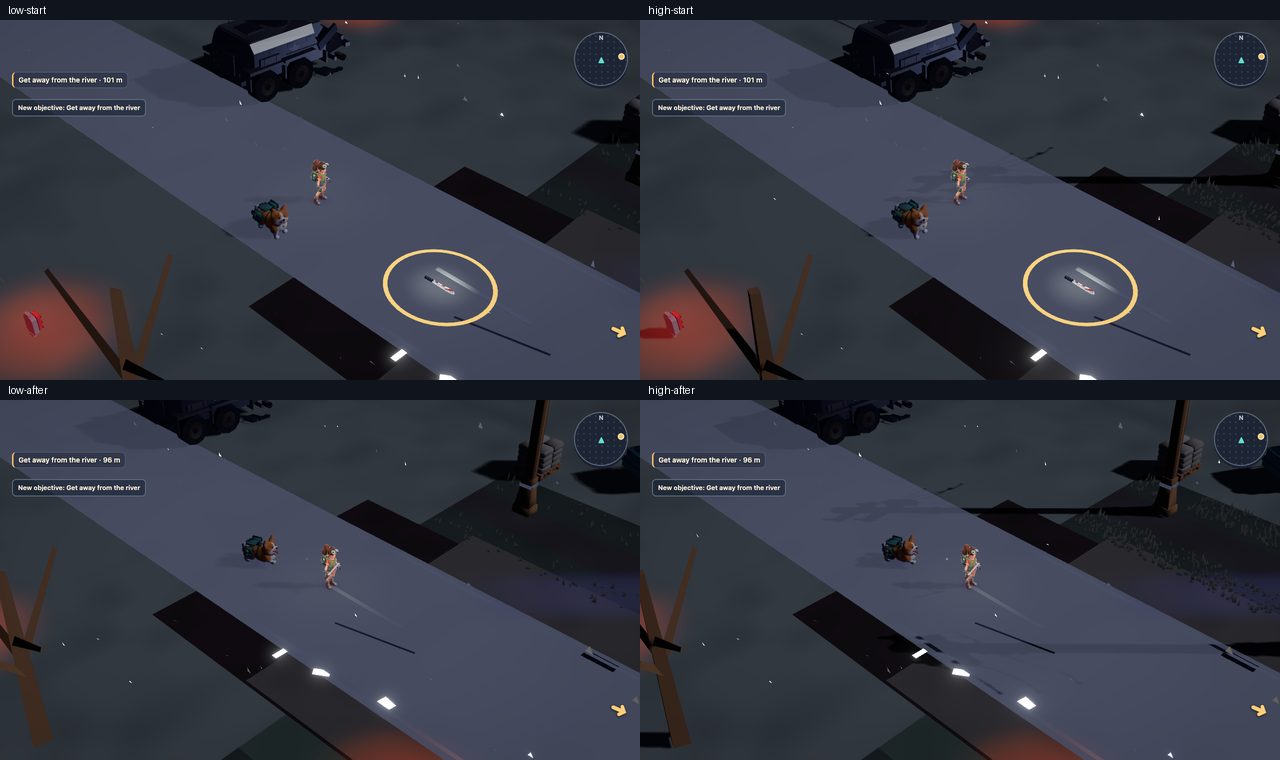 low-start
high-start
N
Get away from the river · 101 m
New objective: Get away from the river
N
Get away from the river · 101 m
New objective: Get away from the river
low-after
high-after
N
Get away from the river · 96 m
New objective: Get away from the river
N
Get away from the river · 96 m
New objective: Get away from the river